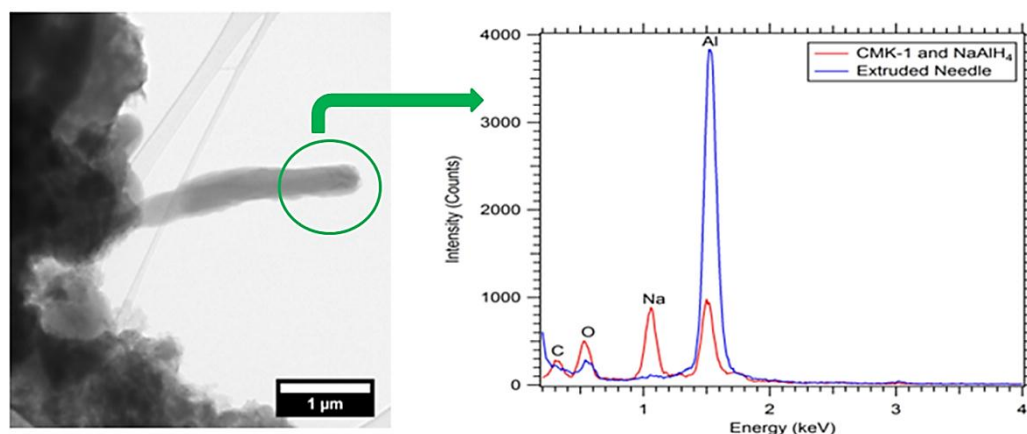 1 µm
4000
3000
2000
1000
0
Intensity (Counts)
Al
Na
O
C
CMK-1 and NaAlH₄
Extruded Needle
1
2
3
4
Energy (keV)